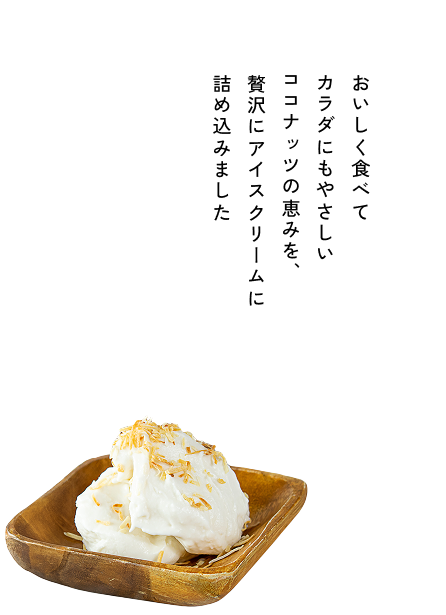 おいしく食べて
カラダにもやさしい
ココナッツの恵みを、
贅沢にアイスクリームに
詰め込みました